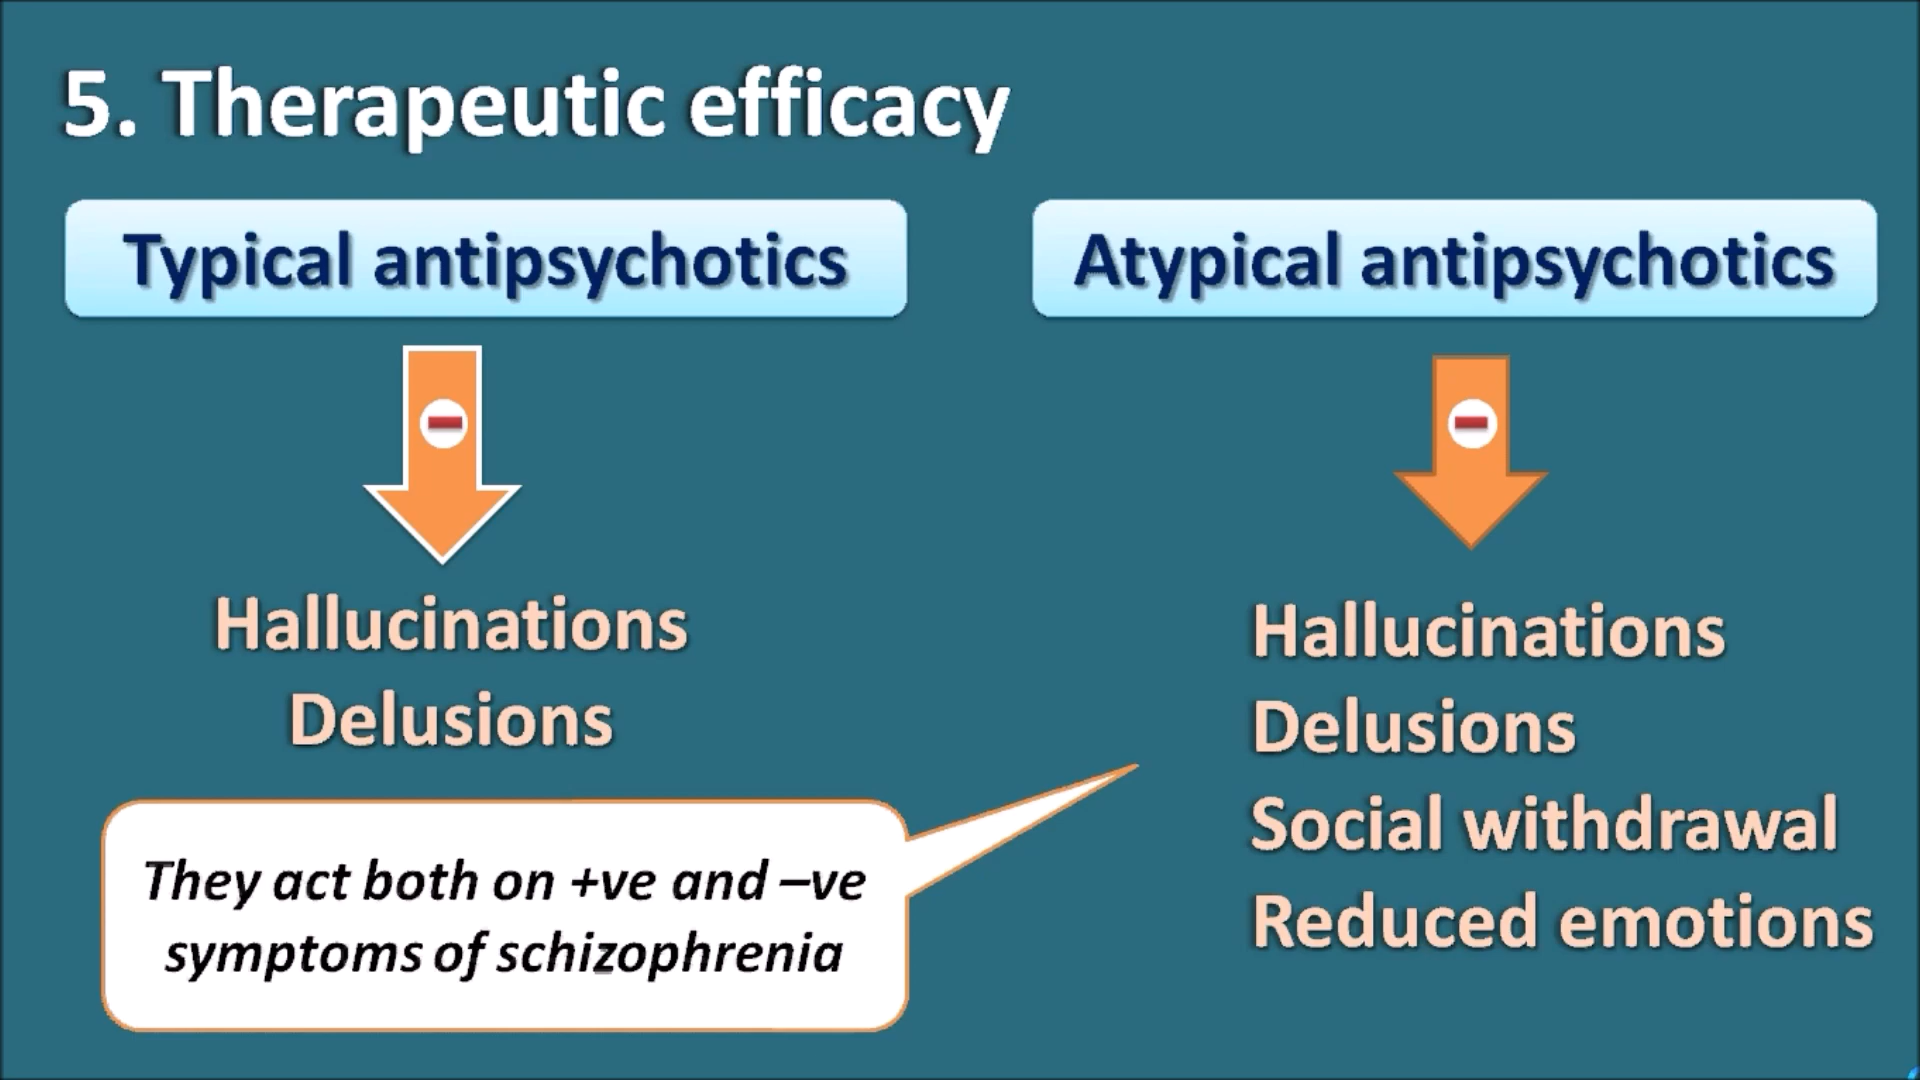 5. Therapeutic efficacy
Typical antipsychotics
Atypical antipsychotics
Hallucinations
Delusions
They act both on +ve and –ve
symptoms of schizophrenia
Hallucinations
Delusions
Social withdrawal
Reduced emotions